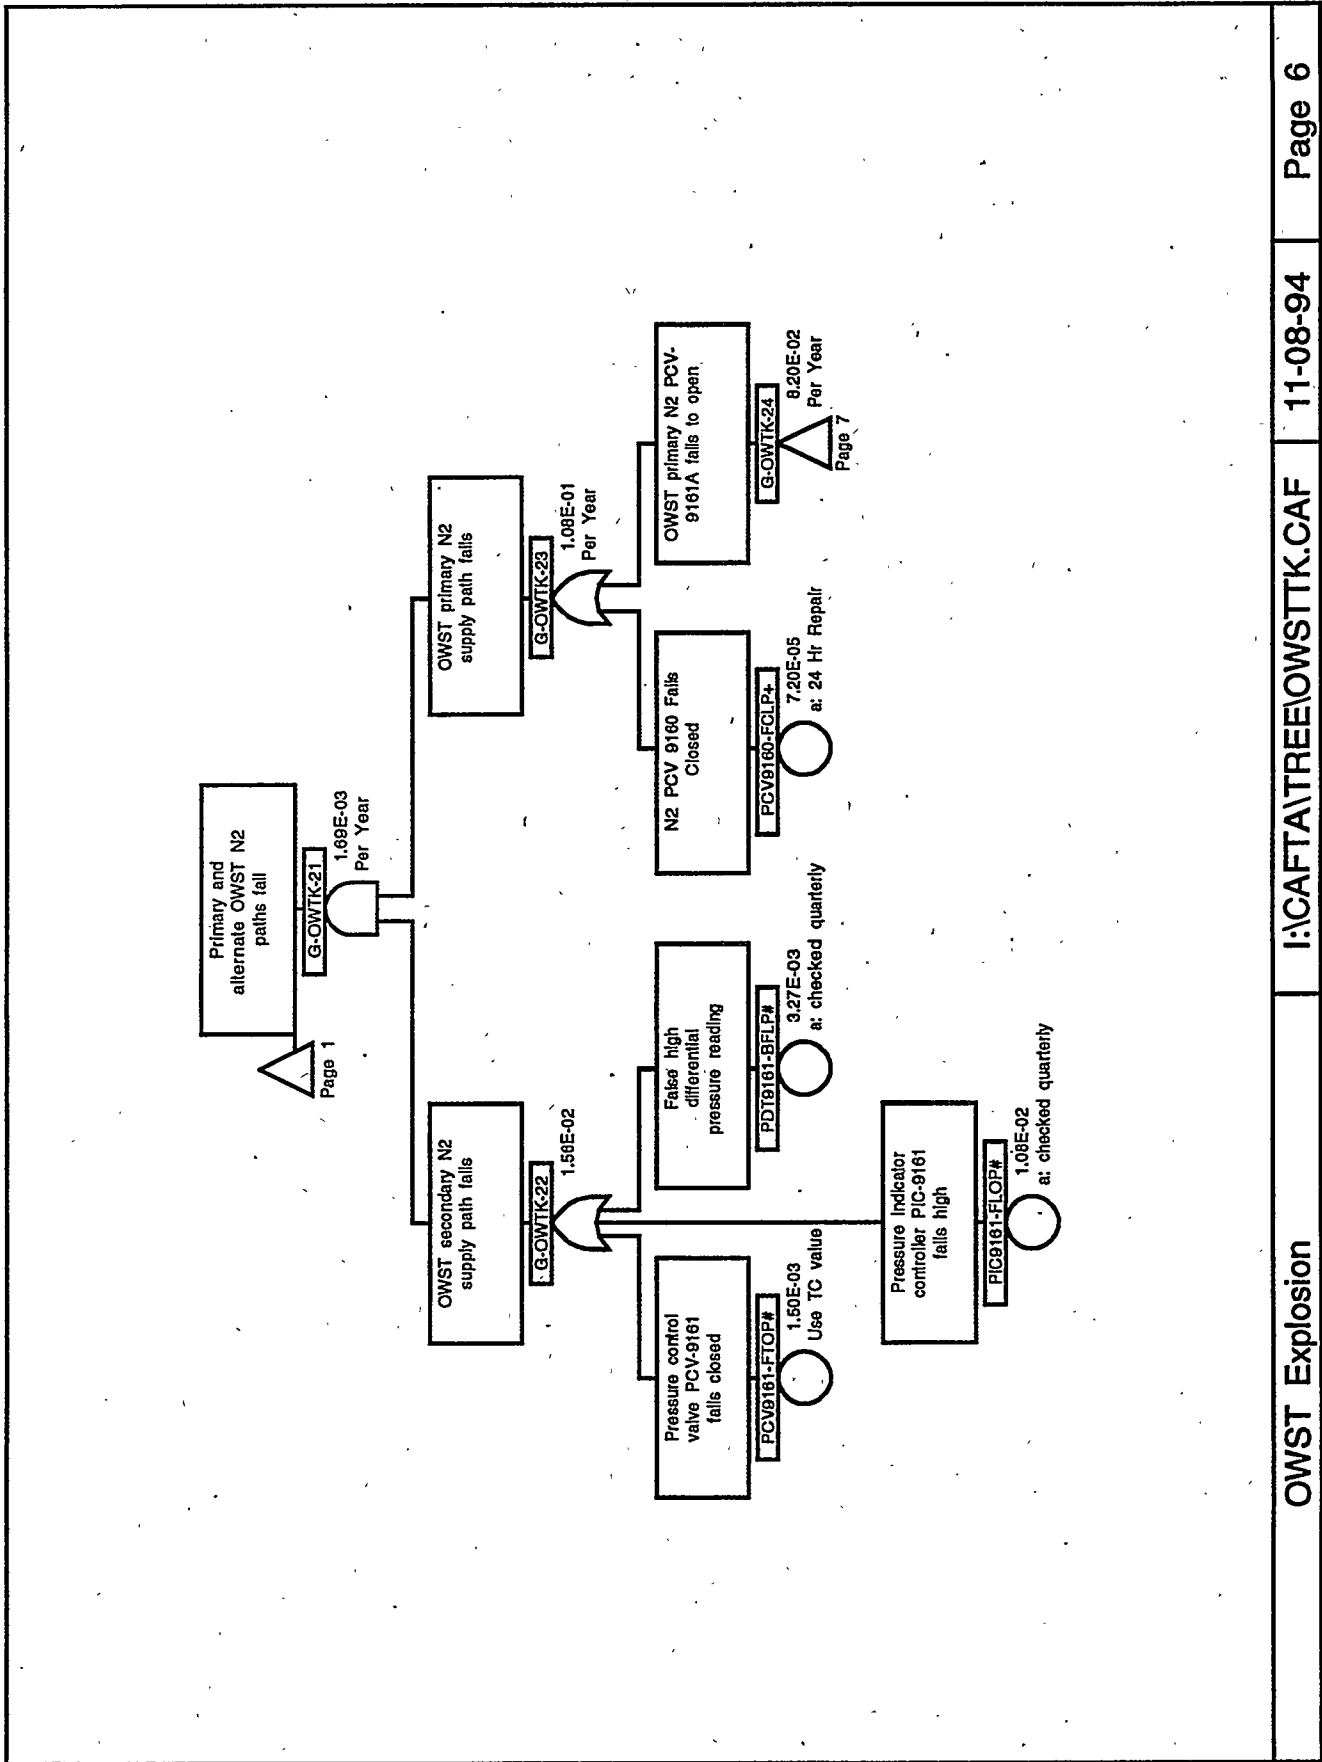 Primary and
alternate OWST N2
paths fail
G-OWTK-21
1.69E-03
Per Year
Page 1
OWST secondary N2
supply path fails
G-OWTK-22
1.56E-02
OWST primary N2
supply path fails
G-OWTK-23
1.08E-01
Per Year
Pressure control
valve PCV-9161
fails closed
PCV9161-FTOP#
1.50E-03
Use TC value
False high
differential
pressure reading
PDT9161-BFLP#
3.27E-03
a: checked quarterly
N2 PCV 9160 Fails
Closed
PCV9160-FCLP+
7.20E-05
a: 24 Hr Repair
OWST primary N2 PCV-
9161A fails to open
G-OWTK-24
8.20E-02
Per Year
Page 7
Pressure Indicator
controller PIC-9161
fails high
PIC9161-FLOP#
1.08E-02
a: checked quarterly
OWST Explosion
I:\CAFTA\TREE\OWSTTK.CAF
11-08-94
Page 6